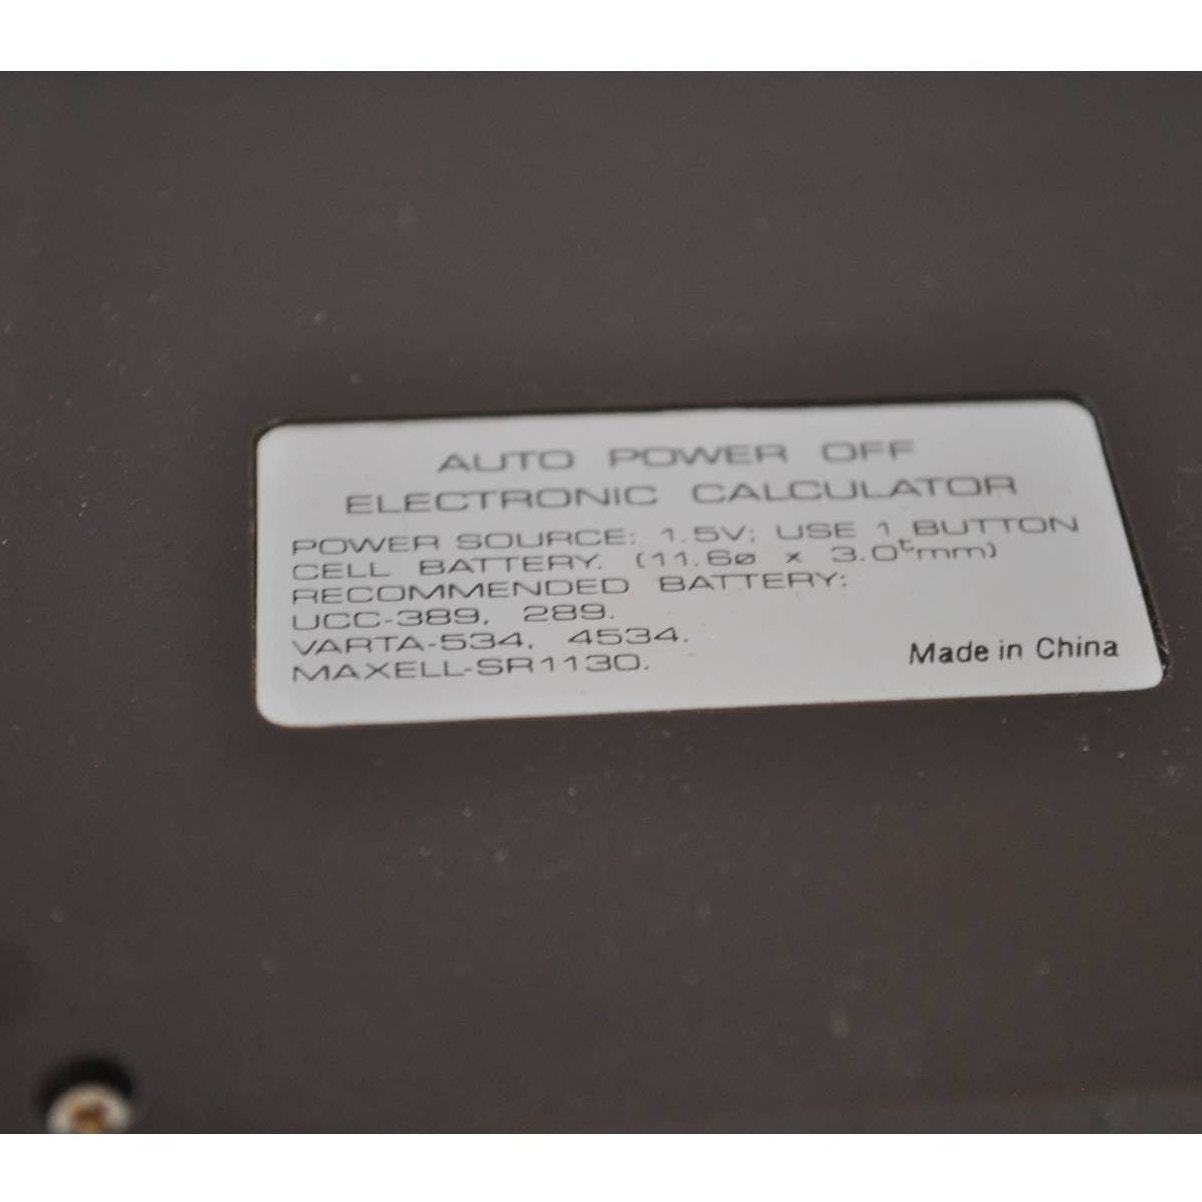 AUTO POWER OFF
ELECTRONIC CALCULATOR
POWER SOURCE: 1.5V; USE 1 BUTTON
CELL BATTERY. (11.6ø x 3.0ᵗmm)
RECOMMENDED BATTERY:
UCC-389, 289.
VARTA-534, 4534.
MAXELL-SR1130.
Made in China